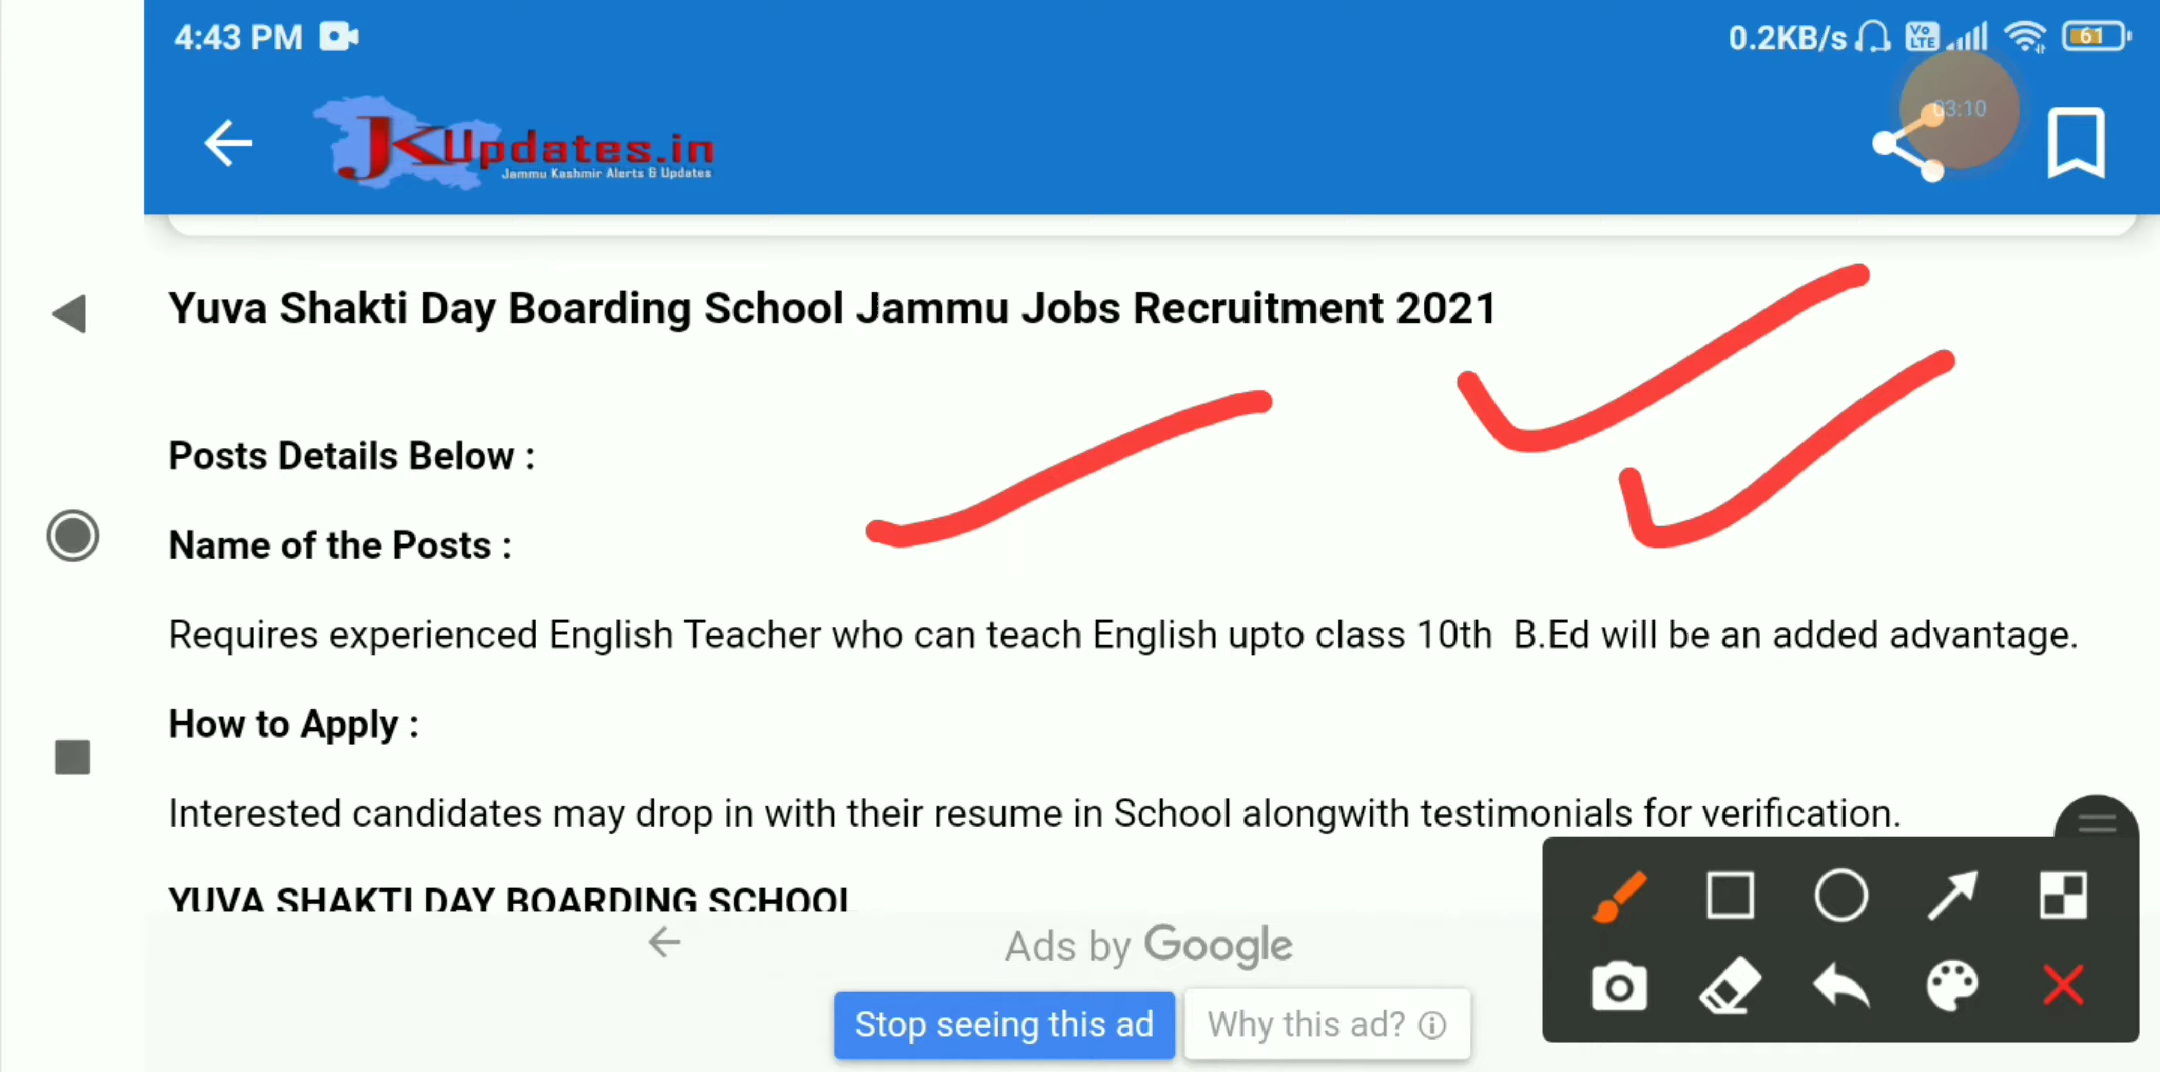 4:43 PM
0.2KB/s Vo LTE 61
03:10
JKUpdates.in
Jammu Kashmir Alerts & Updates
Yuva Shakti Day Boarding School Jammu Jobs Recruitment 2021
Posts Details Below :
Name of the Posts :
Requires experienced English Teacher who can teach English upto class 10th B.Ed will be an added advantage.
How to Apply :
Interested candidates may drop in with their resume in School alongwith testimonials for verification.
YUVA SHAKTI DAY BOARDING SCHOOL
Ads by Google
Stop seeing this ad
Why this ad?